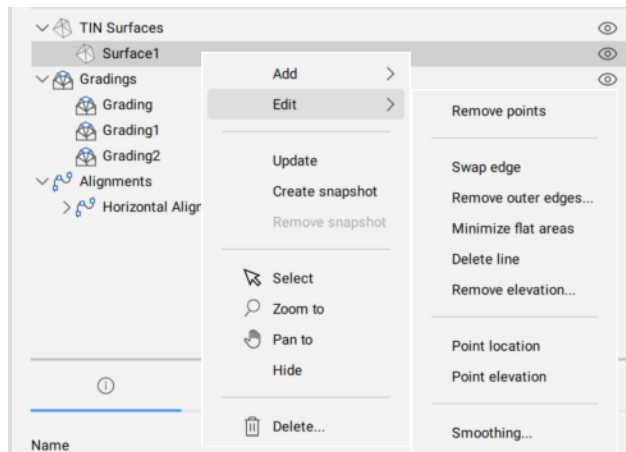 TIN Surfaces
Surface1
Gradings
Grading
Grading1
Grading2
Alignments
Horizontal Aligr
Name
Add
Edit
Update
Create snapshot
Remove snapshot
Select
Zoom to
Pan to
Hide
Delete...
Remove points
Swap edge
Remove outer edges...
Minimize flat areas
Delete line
Remove elevation...
Point location
Point elevation
Smoothing...